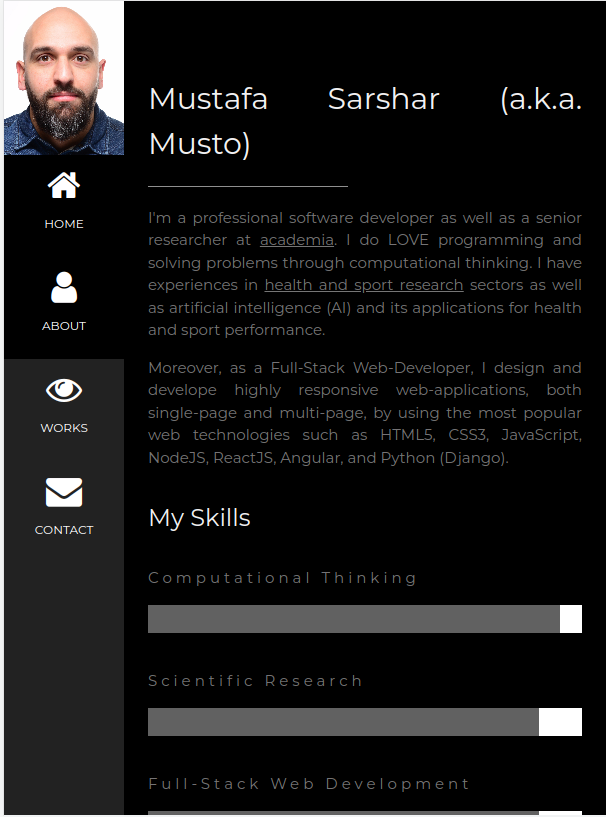 HOME
ABOUT
WORKS
CONTACT
Mustafa Sarshar (a.k.a.
Musto)
I'm a professional software developer as well as a senior
researcher at academia. I do LOVE programming and
solving problems through computational thinking. I have
experiences in health and sport research sectors as well
as artificial intelligence (AI) and its applications for health
and sport performance.
Moreover, as a Full-Stack Web-Developer, I design and
develope highly responsive web-applications, both
single-page and multi-page, by using the most popular
web technologies such as HTML5, CSS3, JavaScript,
NodeJS, ReactJS, Angular, and Python (Django).
My Skills
Computational Thinking
Scientific Research
Full-Stack Web Development